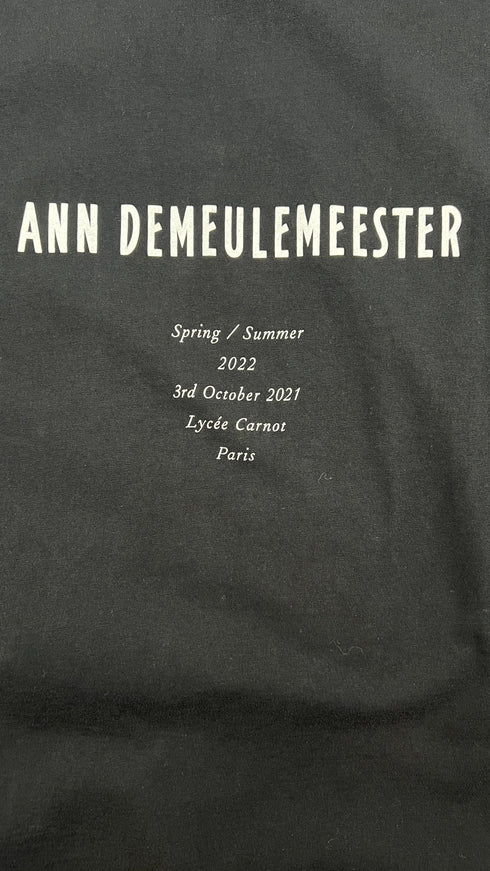 ANN DEMEULEMEESTER
Spring / Summer
2022
3rd October 2021
Lycée Carnot
Paris